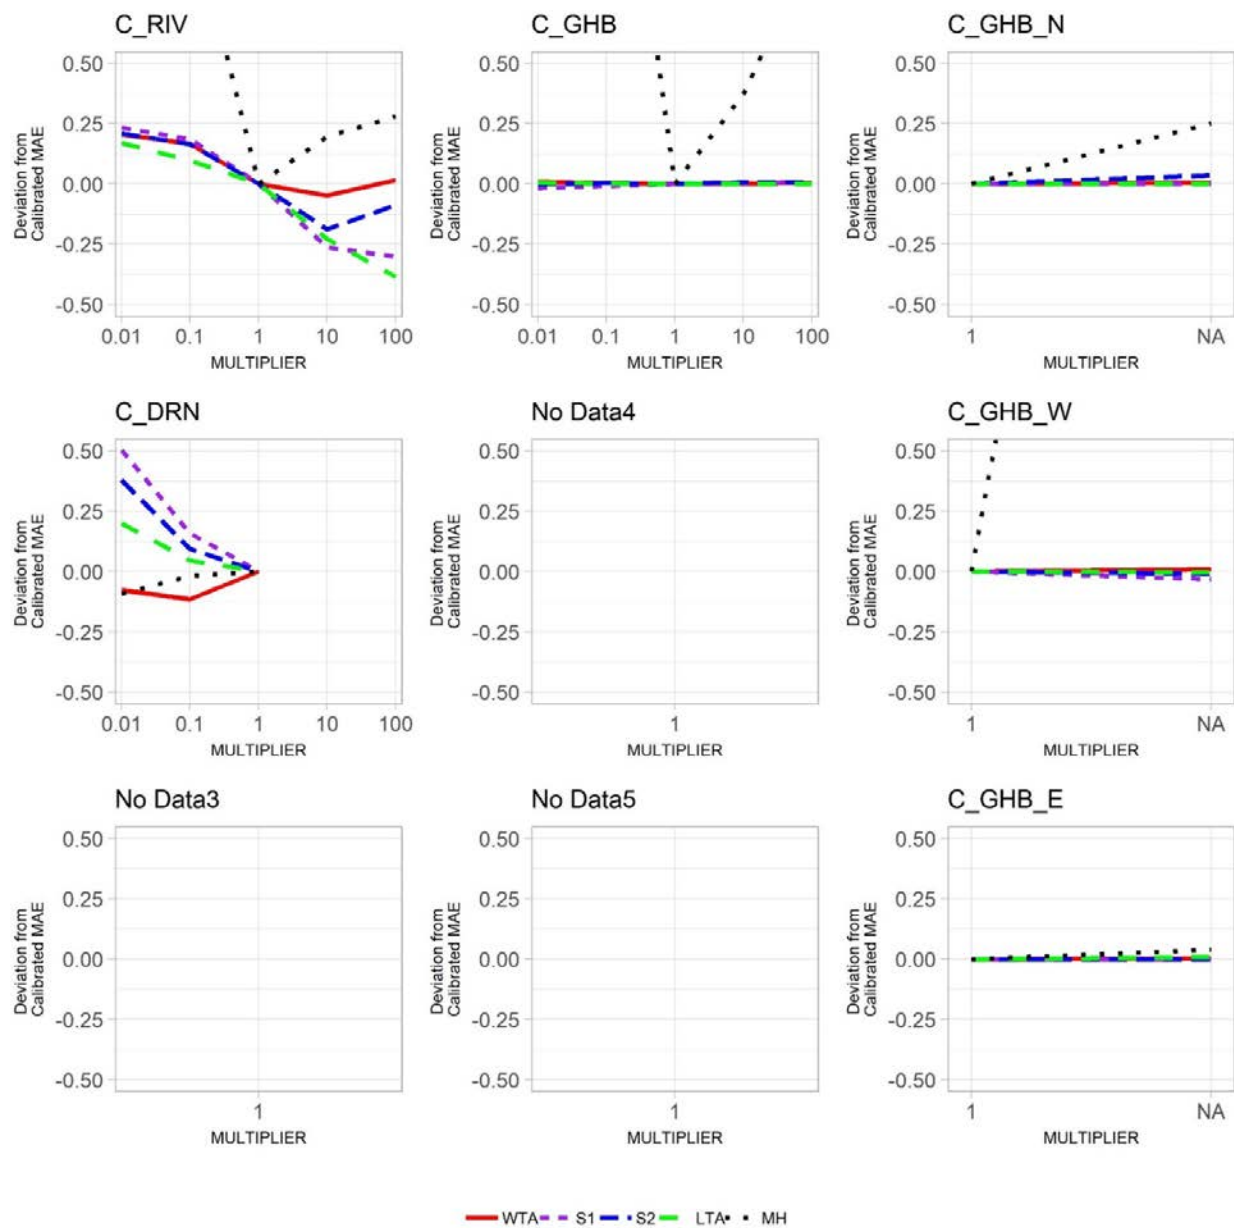 C_RIV
C_GHB
C_GHB_N
Deviation from
Calibrated MAE
0.50
0.25
0.00
-0.25
-0.50
0.01 0.1 1 10 100
MULTIPLIER
Deviation from
Calibrated MAE
0.50
0.25
0.00
-0.25
-0.50
0.01 0.1 1 10 100
MULTIPLIER
Deviation from
Calibrated MAE
0.50
0.25
0.00
-0.25
-0.50
1 NA
MULTIPLIER
C_DRN
No Data4
C_GHB_W
Deviation from
Calibrated MAE
0.50
0.25
0.00
-0.25
-0.50
0.01 0.1 1 10 100
MULTIPLIER
Deviation from
Calibrated MAE
0.50
0.25
0.00
-0.25
-0.50
1
MULTIPLIER
Deviation from
Calibrated MAE
0.50
0.25
0.00
-0.25
-0.50
1 NA
MULTIPLIER
No Data3
No Data5
C_GHB_E
Deviation from
Calibrated MAE
0.50
0.25
0.00
-0.25
-0.50
1
MULTIPLIER
Deviation from
Calibrated MAE
0.50
0.25
0.00
-0.25
-0.50
1
MULTIPLIER
Deviation from
Calibrated MAE
0.50
0.25
0.00
-0.25
-0.50
1 NA
MULTIPLIER
WTA S1 S2 LTA MH